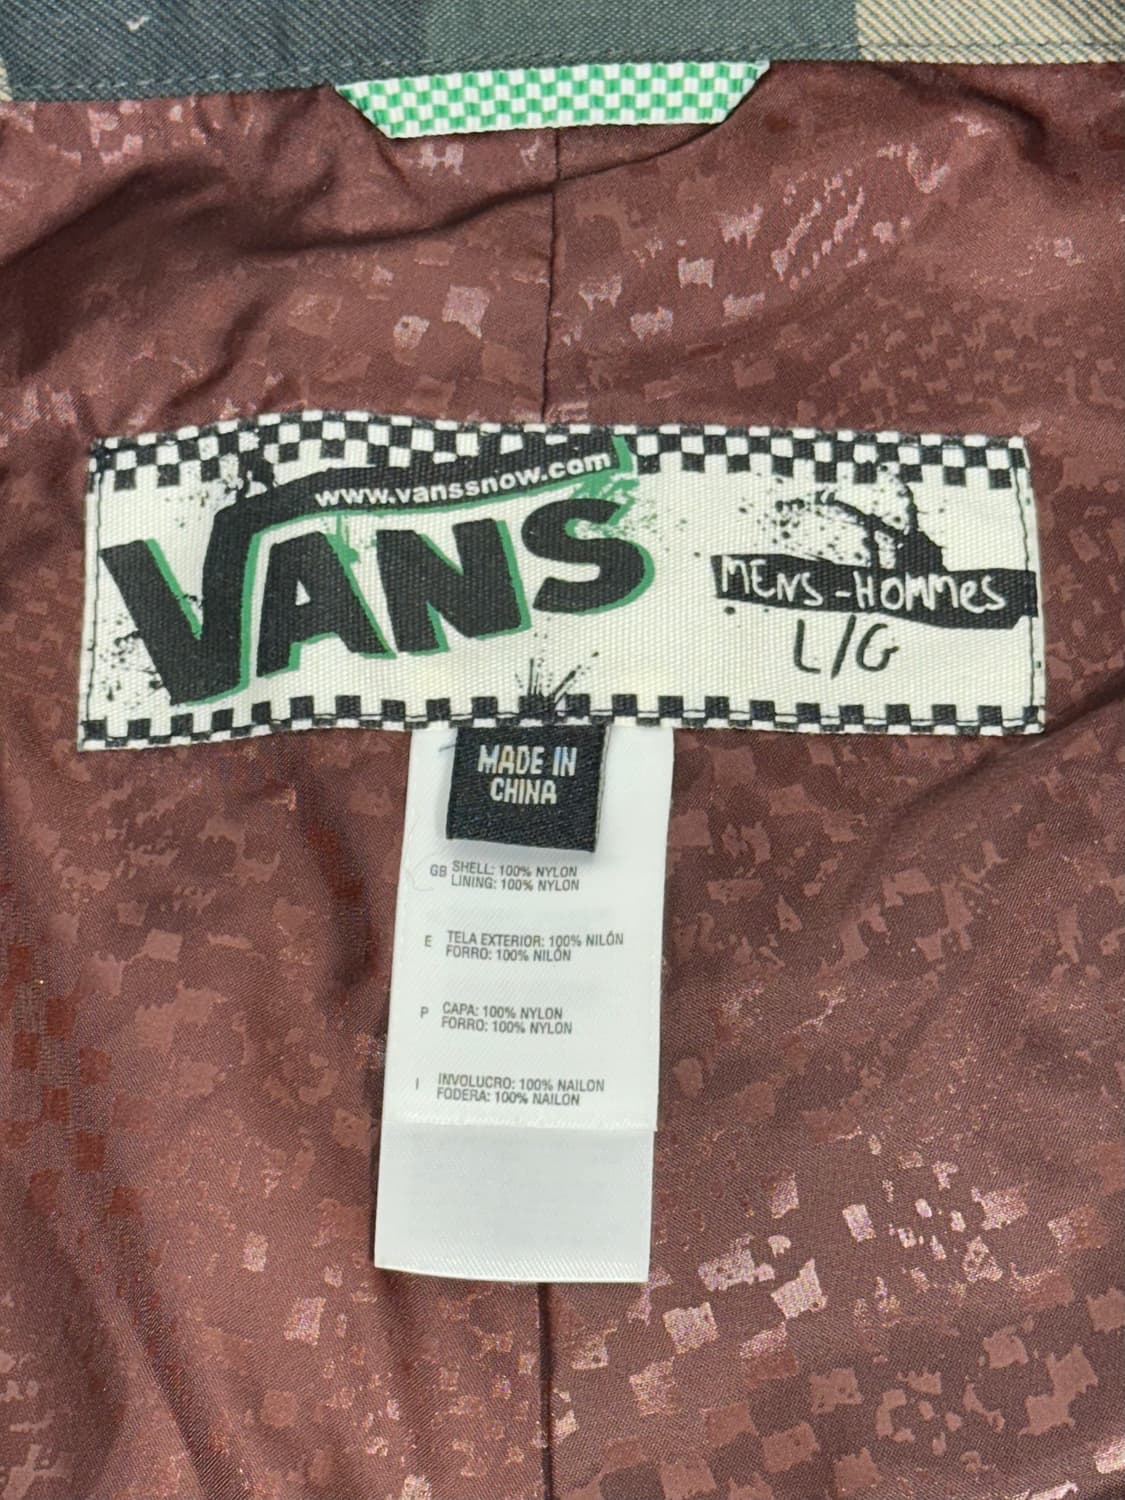 www.vanssnow.com
VANS
MENS-HOMMES
L/G
MADE IN
CHINA
GB SHELL: 100% NYLON
LINING: 100% NYLON
E TELA EXTERIOR: 100% NILÓN
FORRO: 100% NILÓN
P CAPA: 100% NYLON
FORRO: 100% NYLON
I INVOLUCRO: 100% NAILON
FODERA: 100% NAILON